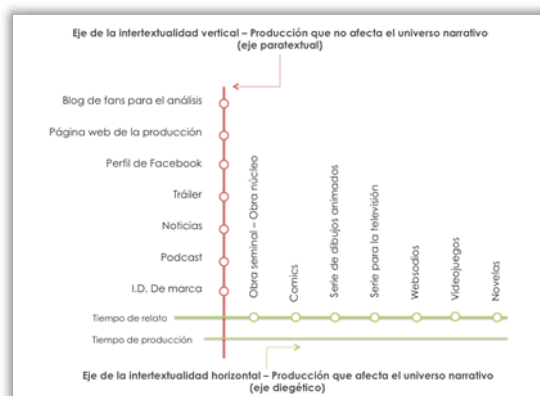 Eje de la intertextualidad vertical – Producción que no afecta el universo narrativo
(eje paratextual)
Blog de fans para el análisis
Página web de la producción
Perfil de Facebook
Tráiler
Noticias
Podcast
I.D. De marca
Obra seminal – Obra núcleo
Comics
Serie de dibujos animados
Serie para la televisión
Websodios
Videojuegos
Novelas
Tiempo de relato
Tiempo de producción
Eje de la intertextualidad horizontal – Producción que afecta el universo narrativo
(eje diegético)